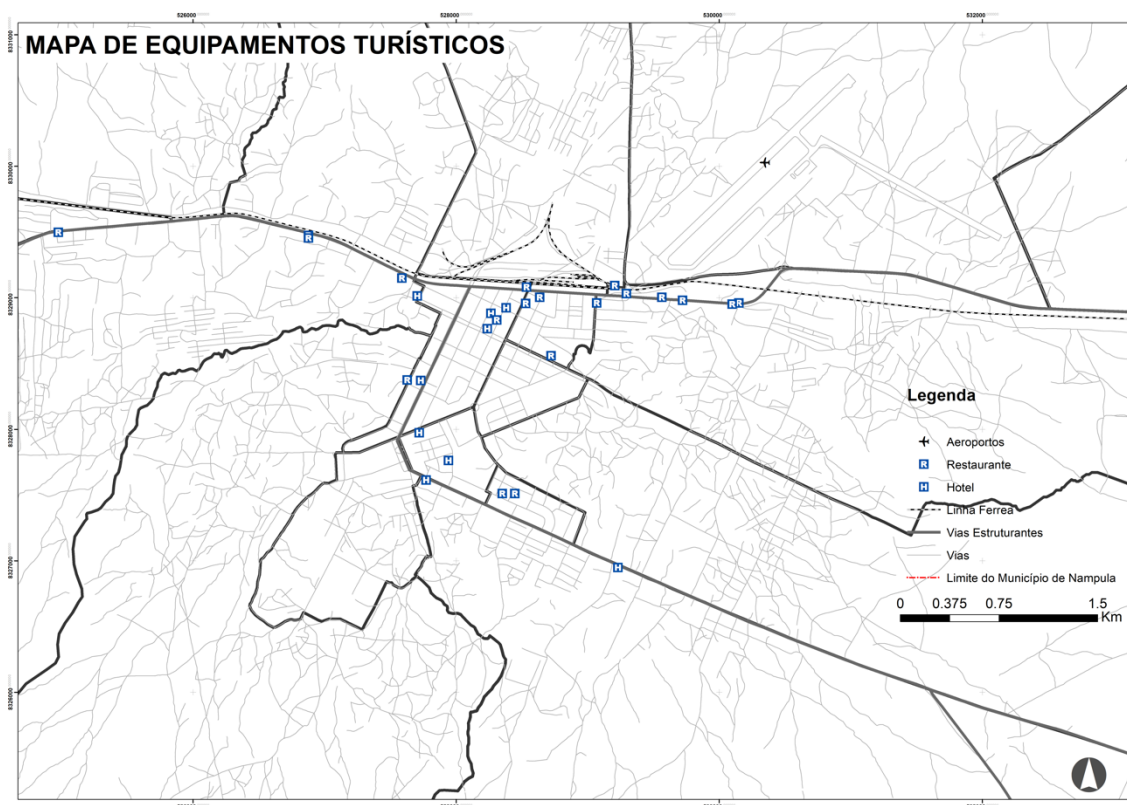 526000 528000 530000 532000
MAPA DE EQUIPAMENTOS TURÍSTICOS
8331000
8330000
8329000
8328000
8327000
8326000
R
R
R
R
H
R
R
R
R
R
R
R
R
R
R
H
H
R
H
R
R
H
H
H
H
R
R
H
Legenda
Aeroportos
R Restaurante
H Hotel
Linha Ferrea
Vias Estruturantes
Vias
Limite do Município de Nampula
0 0.375 0.75 1.5
Km